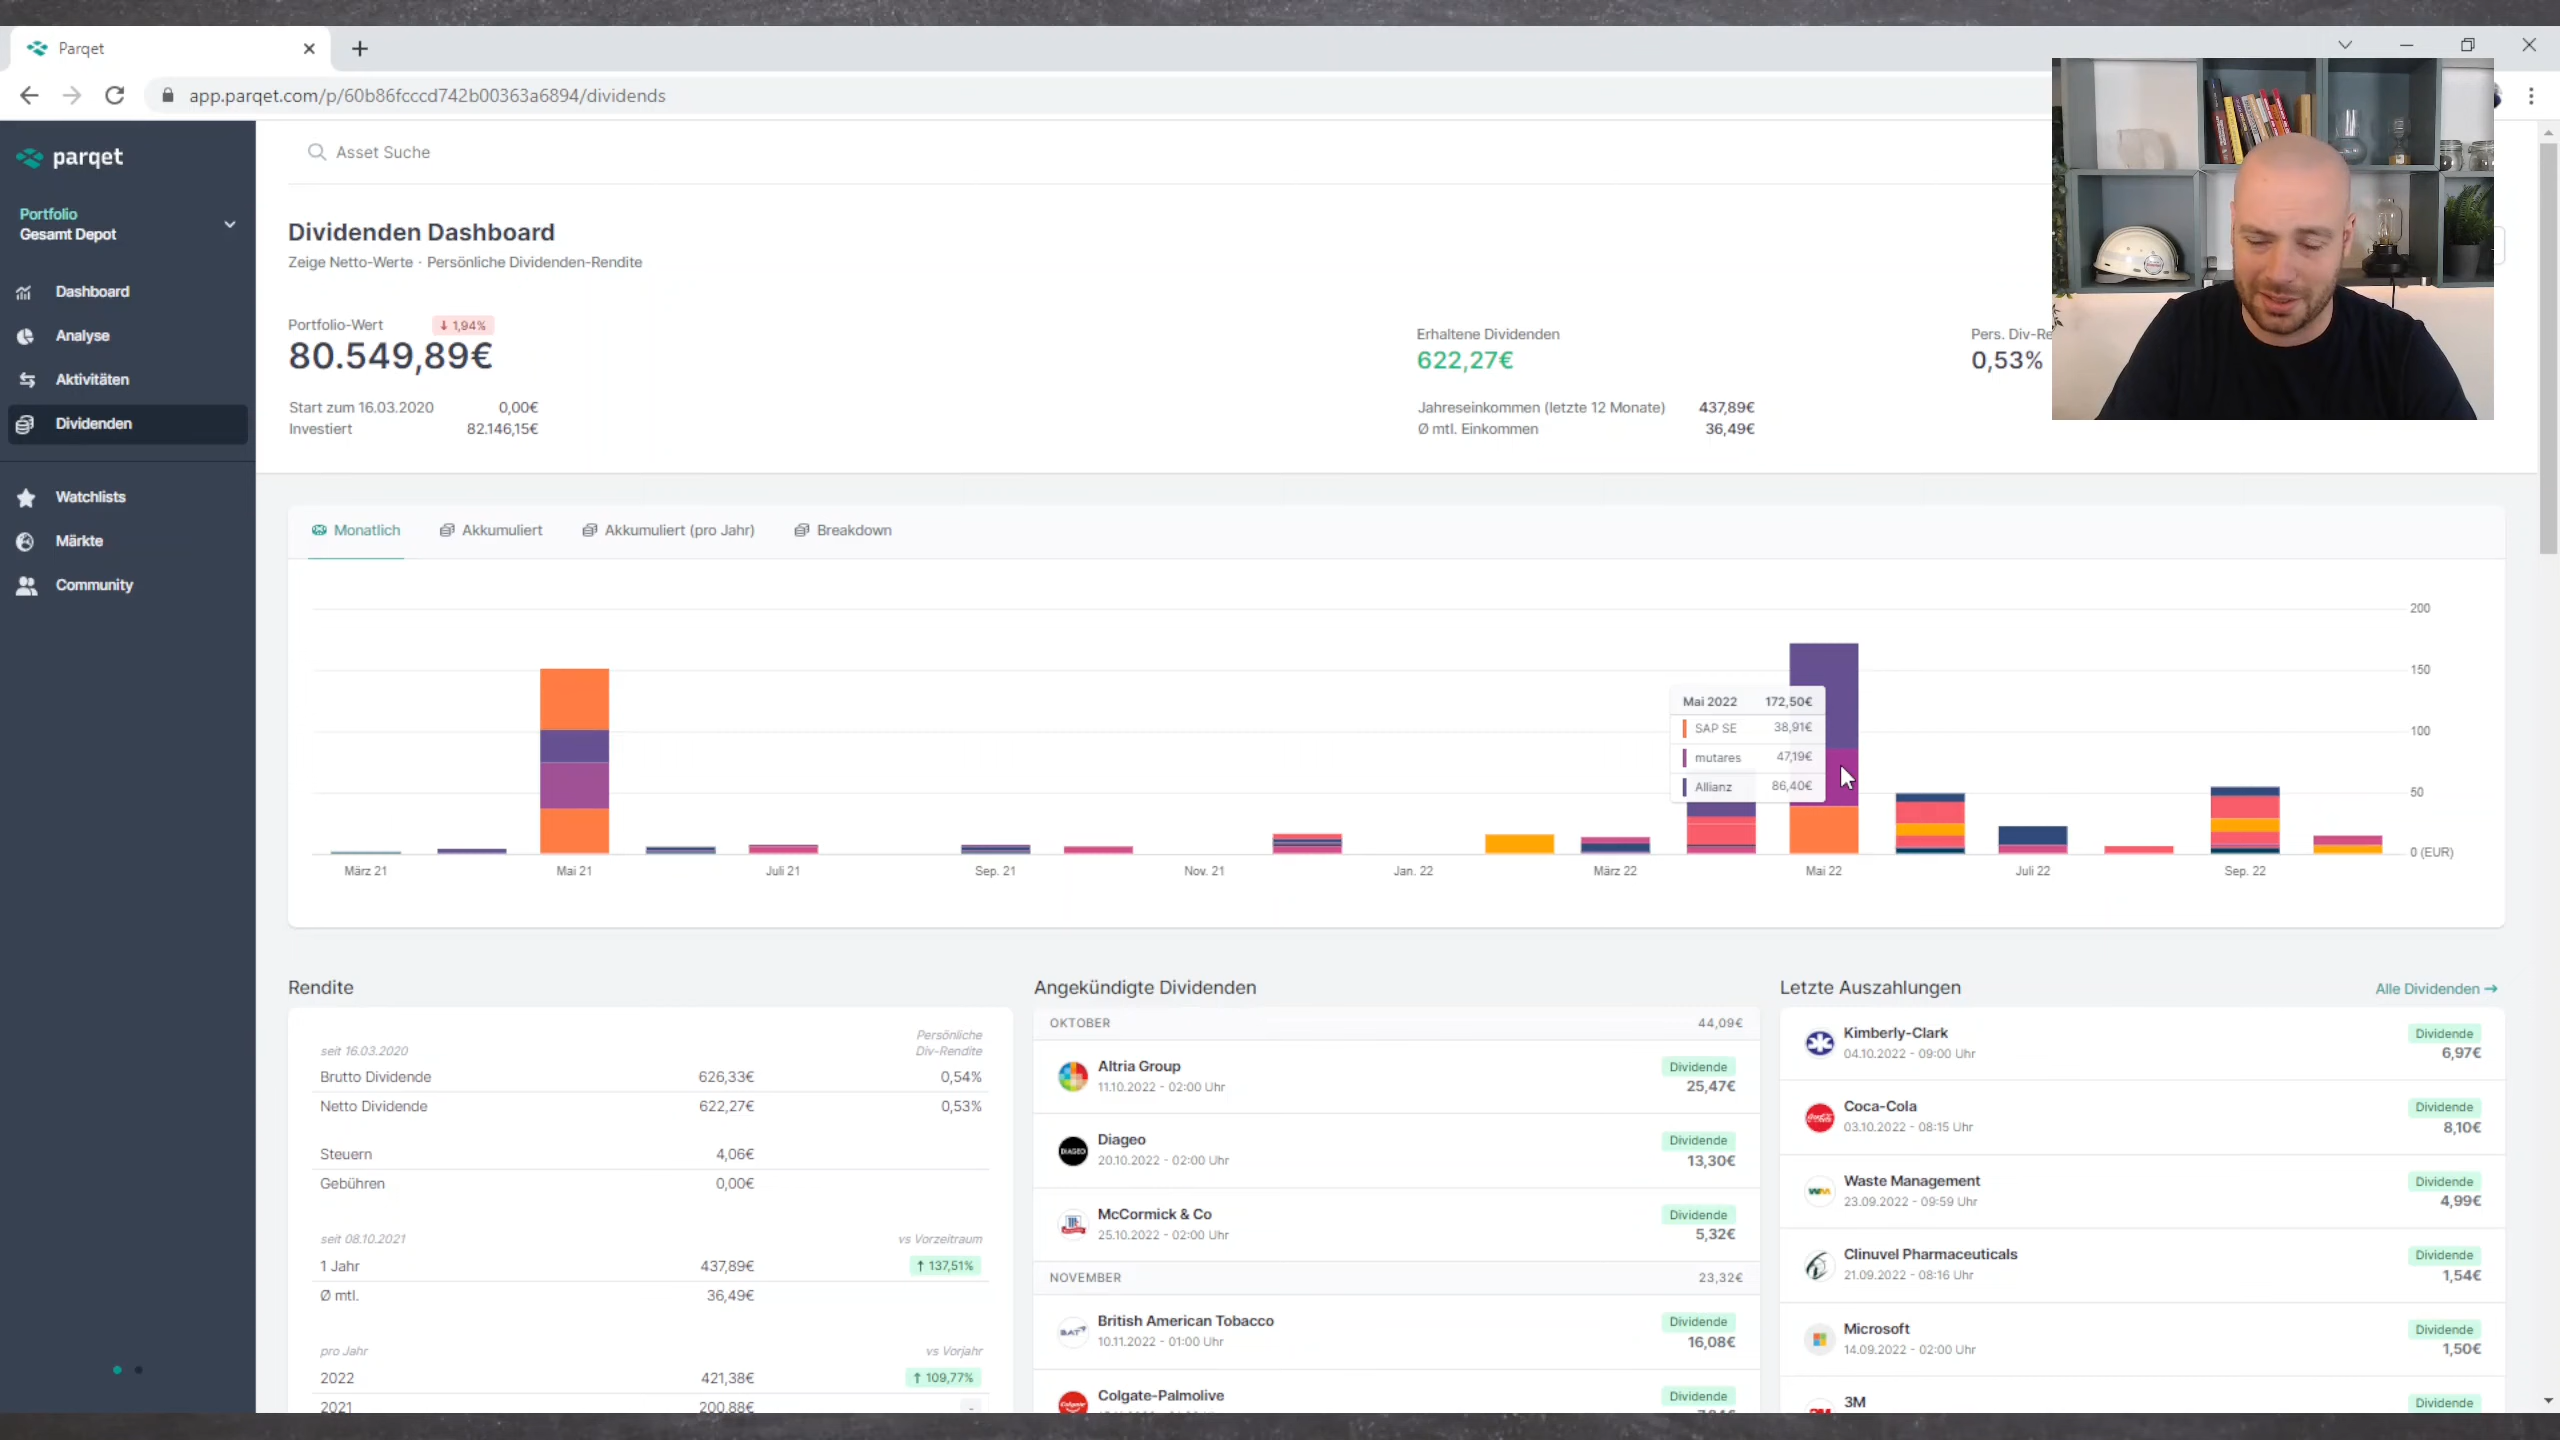 Parqet
app.parqet.com/p/60b86fcccd742b00363a6894/dividends
parqet
Portfolio
Gesamt Depot
Dashboard
Analyse
Aktivitäten
Dividenden
Watchlists
Märkte
Community
Asset Suche
Dividenden Dashboard
Zeige Netto-Werte · Persönliche Dividenden-Rendite
Portfolio-Wert ↓ 1,94%
80.549,89€
Start zum 16.03.2020 0,00€
Investiert 82.146,15€
Erhaltene Dividenden
622,27€
Jahreseinkommen (letzte 12 Monate) 437,89€
Ø mtl. Einkommen 36,49€
Pers. Div-Re
0,53%
Monatlich Akkumuliert Akkumuliert (pro Jahr) Breakdown
200
150
100
50
0 (EUR)
Mai 2022 172,50€
SAP SE 38,91€
mutares 47,19€
Allianz 86,40€
März 21 Mai 21 Juli 21 Sep. 21 Nov. 21 Jan. 22 März 22 Mai 22 Juli 22 Sep. 22
Rendite
Persönliche
seit 16.03.2020 Div-Rendite
Brutto Dividende 626,33€ 0,54%
Netto Dividende 622,27€ 0,53%
Steuern 4,06€
Gebühren 0,00€
seit 08.10.2021 vs Vorzeitraum
1 Jahr 437,89€ ↑ 137,51%
Ø mtl. 36,49€
pro Jahr vs Vorjahr
2022 421,38€ ↑ 109,77%
2021 200,88€ -
Angekündigte Dividenden
OKTOBER 44,09€
Altria Group Dividende
11.10.2022 - 02:00 Uhr 25,47€
DIAGEO
Diageo Dividende
20.10.2022 - 02:00 Uhr 13,30€
McCormick & Co Dividende
25.10.2022 - 02:00 Uhr 5,32€
NOVEMBER 23,32€
BAT
British American Tobacco Dividende
10.11.2022 - 01:00 Uhr 16,08€
Colgate
Colgate-Palmolive Dividende
Letzte Auszahlungen Alle Dividenden →
Kimberly-Clark Dividende
04.10.2022 - 09:00 Uhr 6,97€
Coca-Cola
Coca-Cola Dividende
03.10.2022 - 08:15 Uhr 8,10€
WM
Waste Management Dividende
23.09.2022 - 09:59 Uhr 4,99€
Clinuvel Pharmaceuticals Dividende
21.09.2022 - 08:16 Uhr 1,54€
Microsoft Dividende
14.09.2022 - 02:00 Uhr 1,50€
3M
3M Dividende